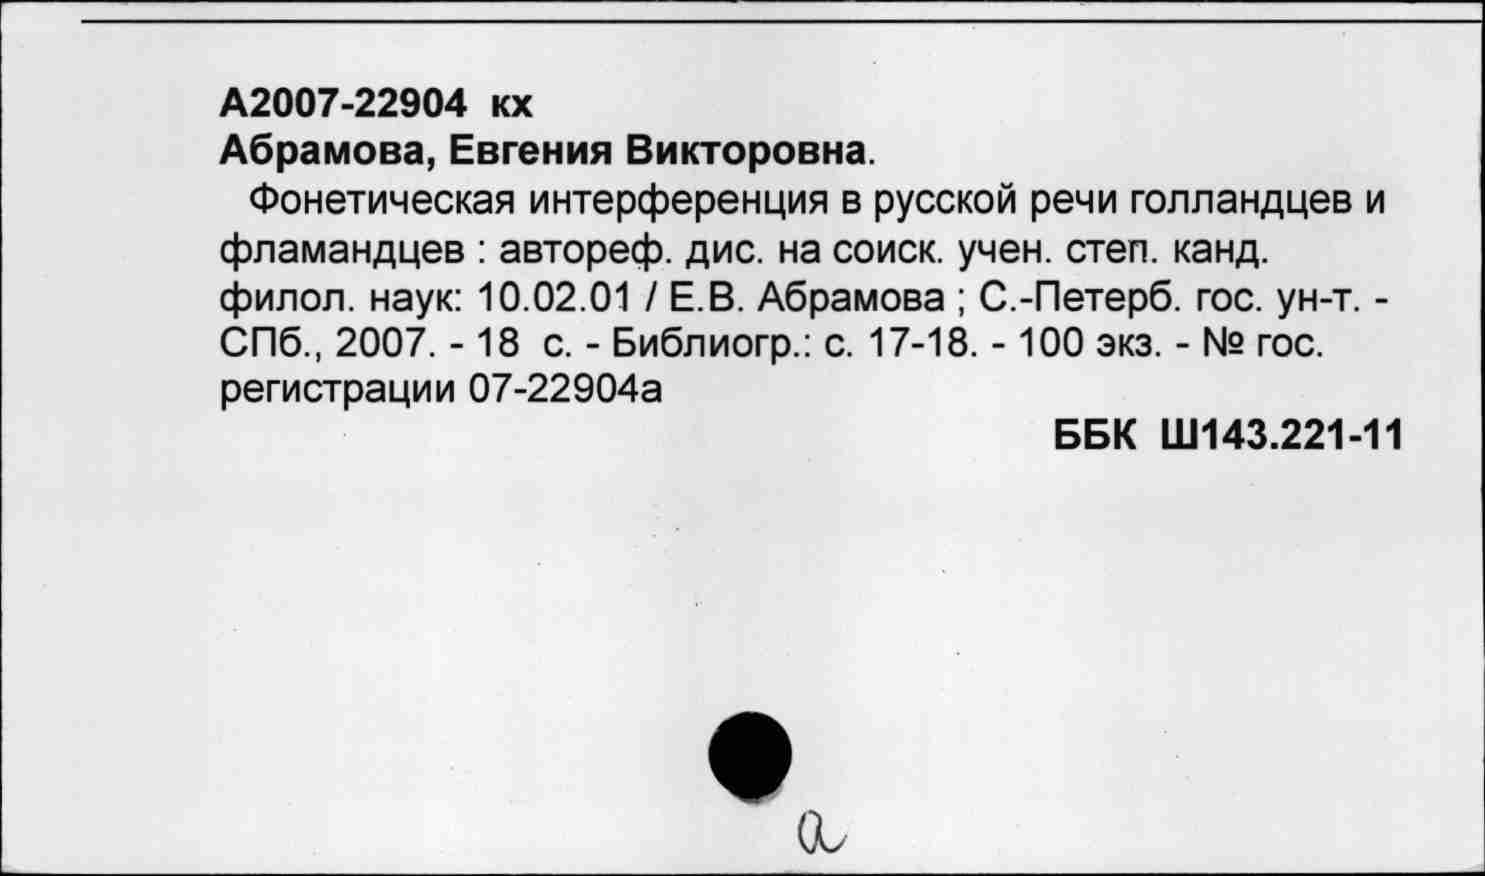 А2007-22904 кх
Абрамова, Евгения Викторовна.
Фонетическая интерференция в русской речи голландцев и
фламандцев : автореф. дис. на соиск. учен. степ. канд.
филол. наук: 10.02.01 / Е.В. Абрамова ; С.-Петерб. гос. ун-т. -
СПб., 2007. - 18 с. - Библиогр.: с. 17-18. - 100 экз. - № гос.
регистрации 07-22904а
ББК Ш143.221-11
а